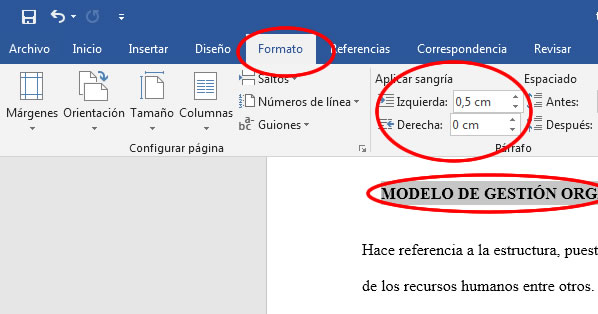 Archivo Inicio Insertar Diseño Formato Referencias Correspondencia Revisar
Saltos Aplicar sangría Espaciado
Márgenes Orientación Tamaño Columnas Números de línea Izquierda: 0,5 cm Antes:
Guiones Derecha: 0 cm Después:
Configurar página Párrafo
MODELO DE GESTIÓN ORG
Hace referencia a la estructura, puest
de los recursos humanos entre otros.